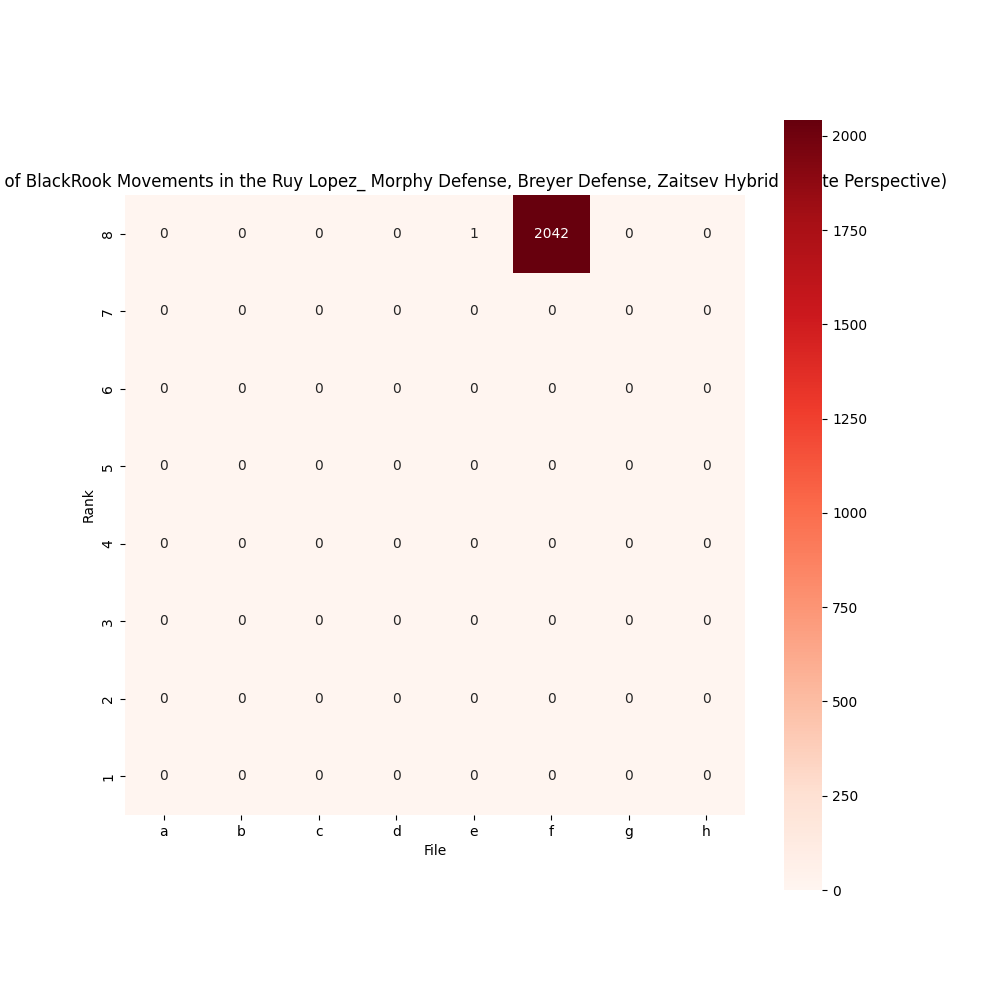 of BlackRook Movements in the Ruy Lopez_ Morphy Defense, Breyer Defense, Zaitsev Hybrid te Perspective)
8 0 0 0 0 1 2042 0 0
7 0 0 0 0 0 0 0 0
6 0 0 0 0 0 0 0 0
5 0 0 0 0 0 0 0 0
4 0 0 0 0 0 0 0 0
3 0 0 0 0 0 0 0 0
2 0 0 0 0 0 0 0 0
1 0 0 0 0 0 0 0 0
a b c d e f g h
File
Rank
2000
1750
1500
1250
1000
750
500
250
0